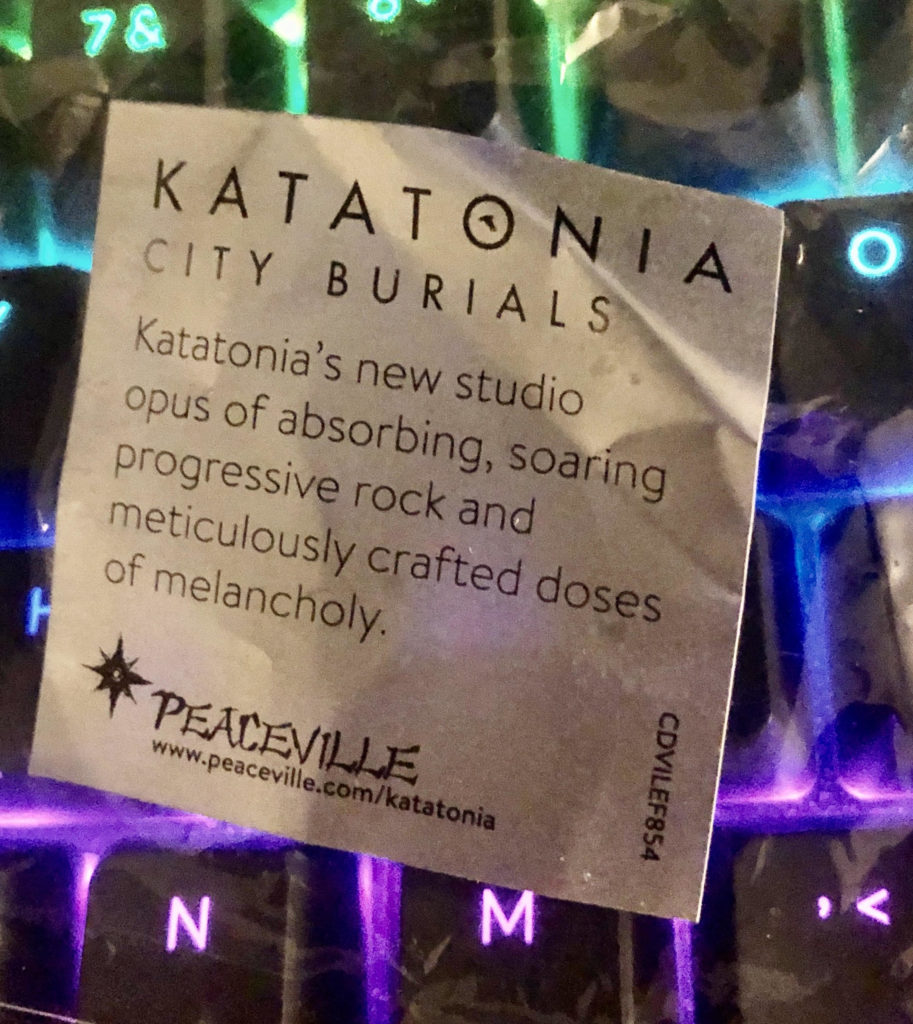 7 &
KATATONIA
CITY BURIALS
O
Katatonia's new studio
opus of absorbing, soaring
progressive rock and
meticulously crafted doses
of melancholy.
H
PEACEVILLE
www.peaceville.com/katatonia
CDVILEF854
N M , <